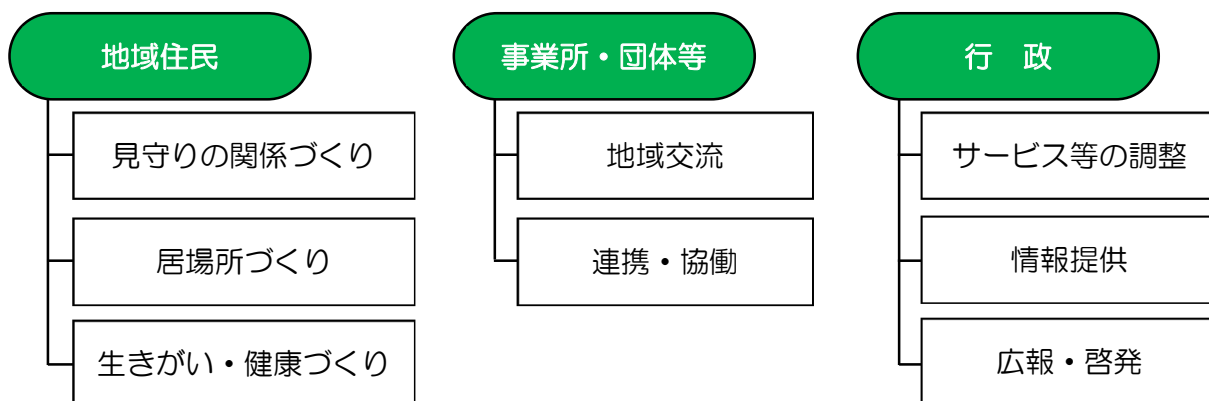 地域住民
見守りの関係づくり
居場所づくり
生きがい・健康づくり
事業所・団体等
地域交流
連携・協働
行　政
サービス等の調整
情報提供
広報・啓発